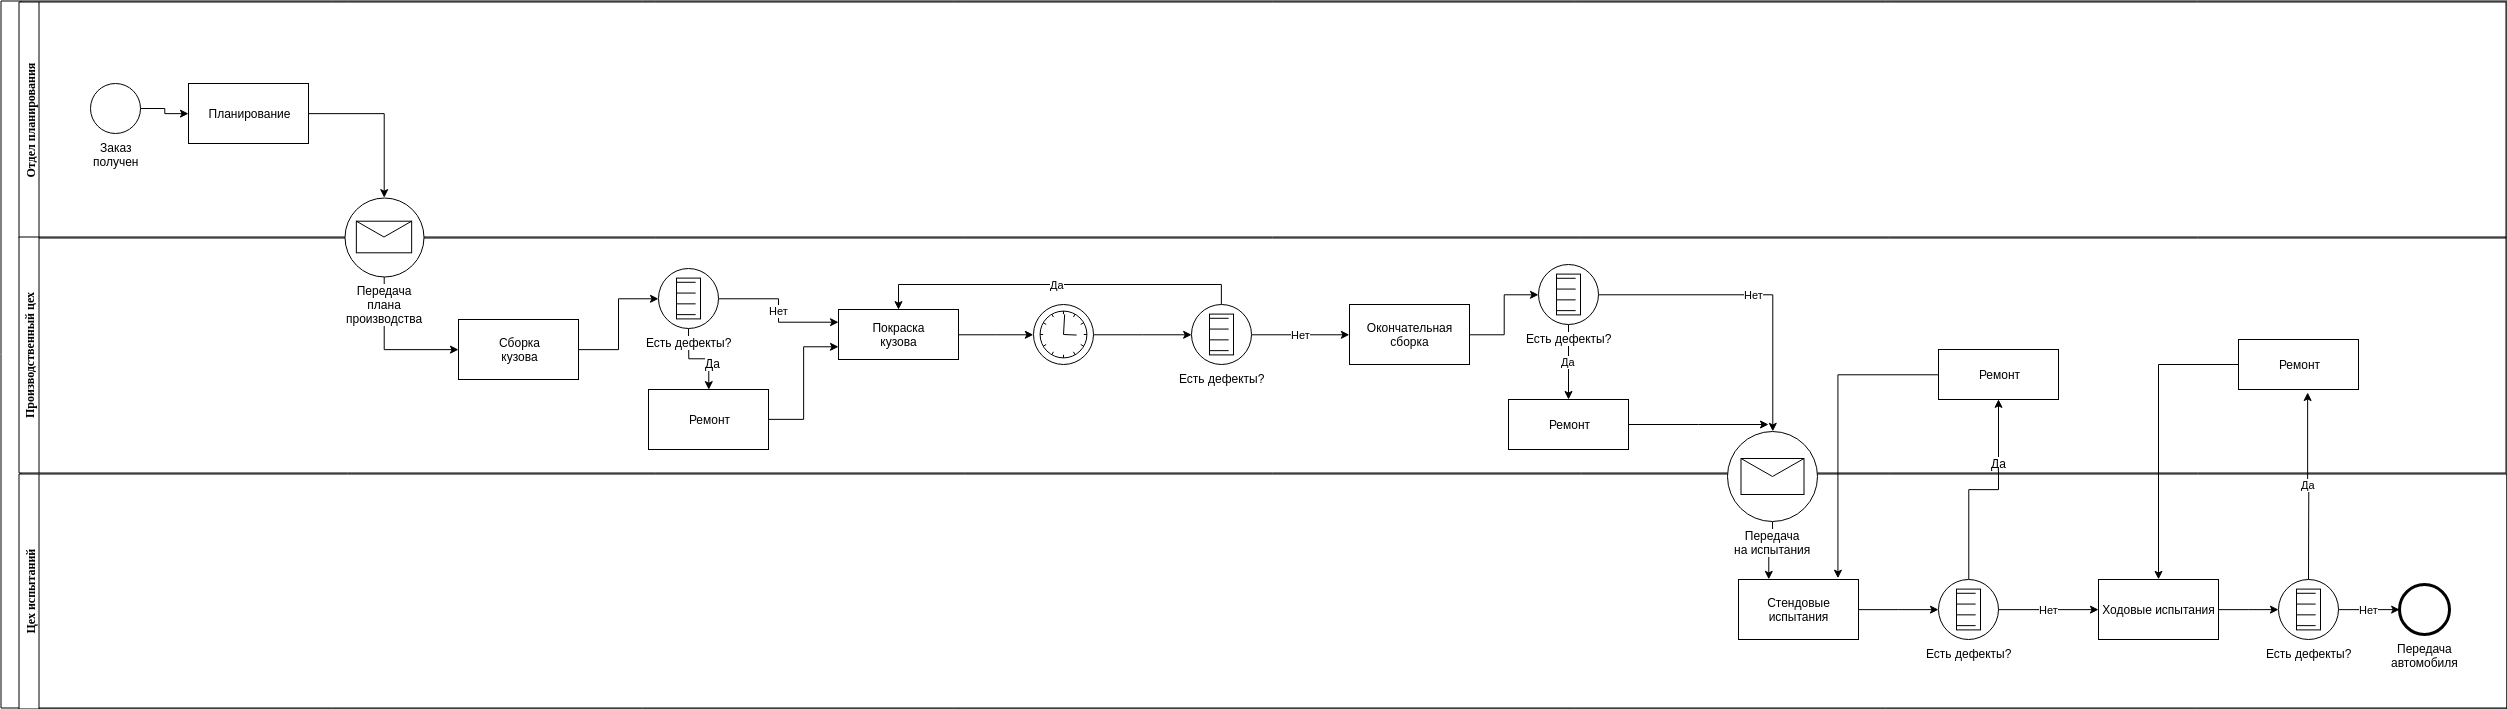 Отдел планирования
Заказ
получен
Планирование
Производственный цех
Передача
плана
производства
Сборка
кузова
Есть дефекты?
Нет
Да
Ремонт
Покраска
кузова
Да
Есть дефекты?
Нет
Окончательная
сборка
Есть дефекты?
Нет
Да
Ремонт
Ремонт
Да
Ремонт
Да
Цех испытаний
Передача
на испытания
Стендовые
испытания
Есть дефекты?
Нет
Ходовые испытания
Есть дефекты?
Нет
Передача
автомобиля